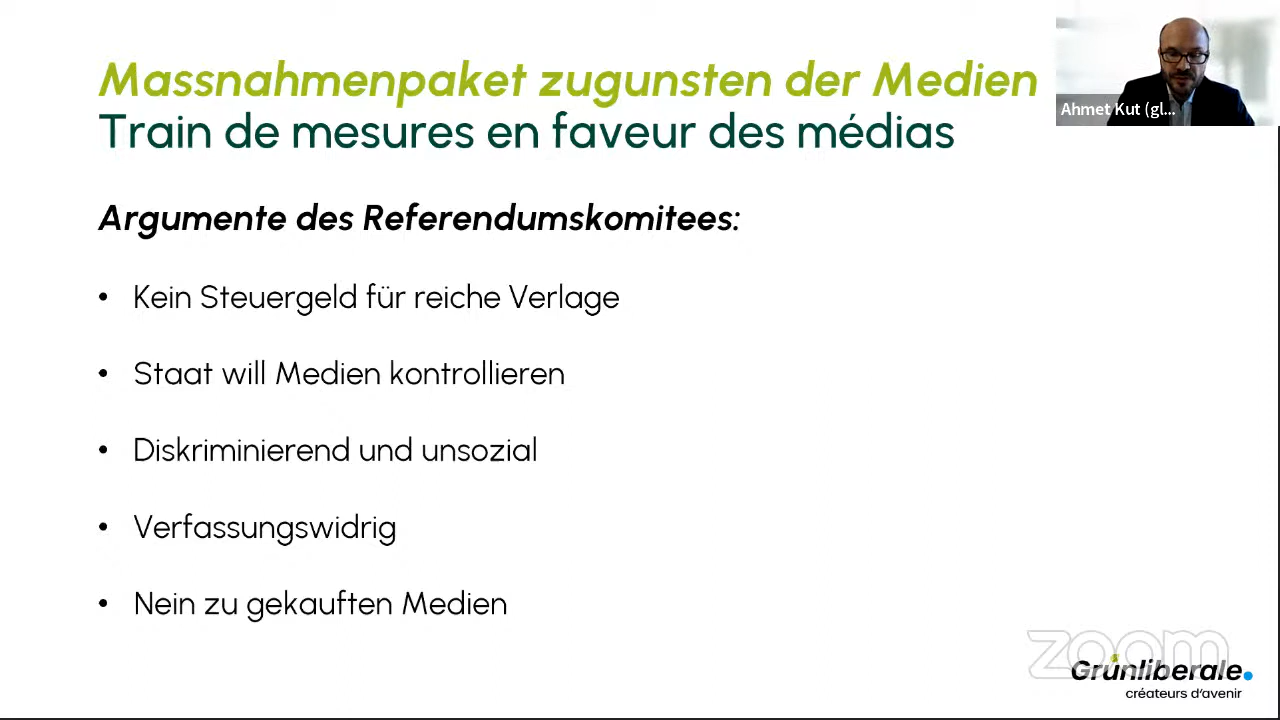 Massnahmenpaket zugunsten der Medien
Train de mesures en faveur des médias
Ahmet Kut (gl...
Argumente des Referendumskomitees:
• Kein Steuergeld für reiche Verlage
• Staat will Medien kontrollieren
• Diskriminierend und unsozial
• Verfassungswidrig
• Nein zu gekauften Medien
zoom
Grünliberale.
créateurs d'avenir